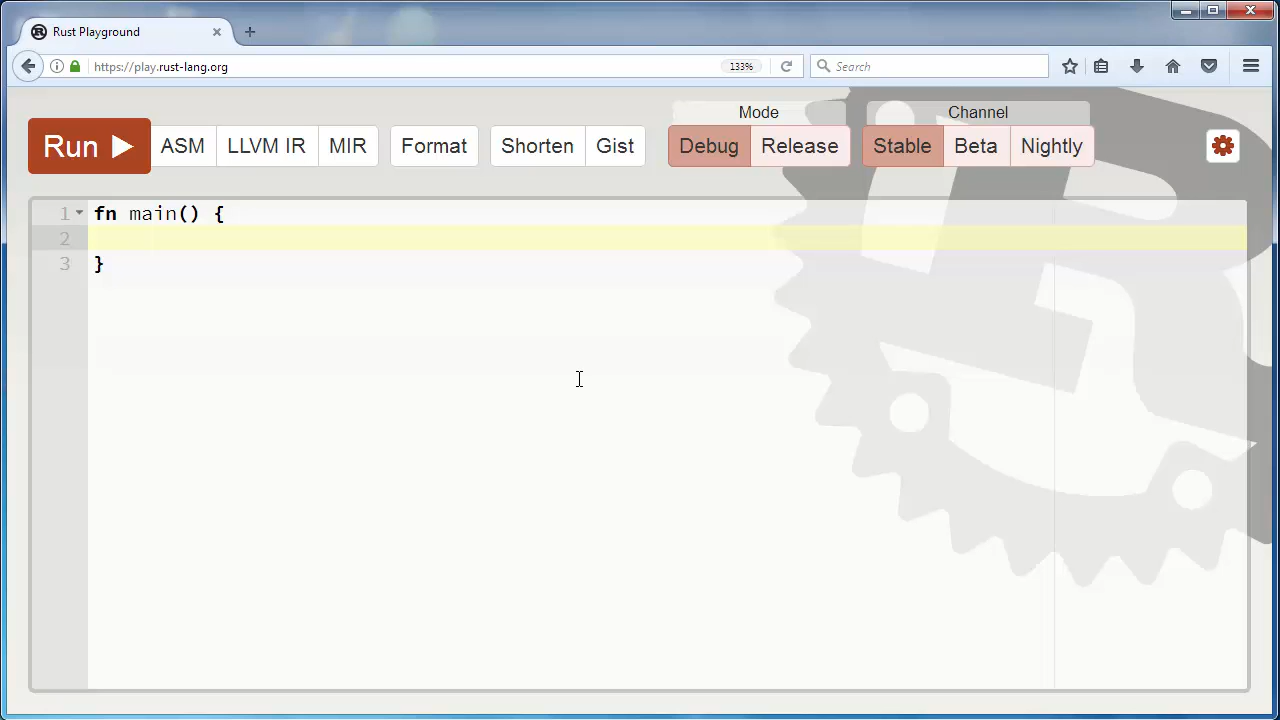 Rust Playground
https://play.rust-lang.org
133%
Search
Mode
Channel
Run
ASM
LLVM IR
MIR
Format
Shorten
Gist
Debug
Release
Stable
Beta
Nightly
1 fn main() {
2
3 }